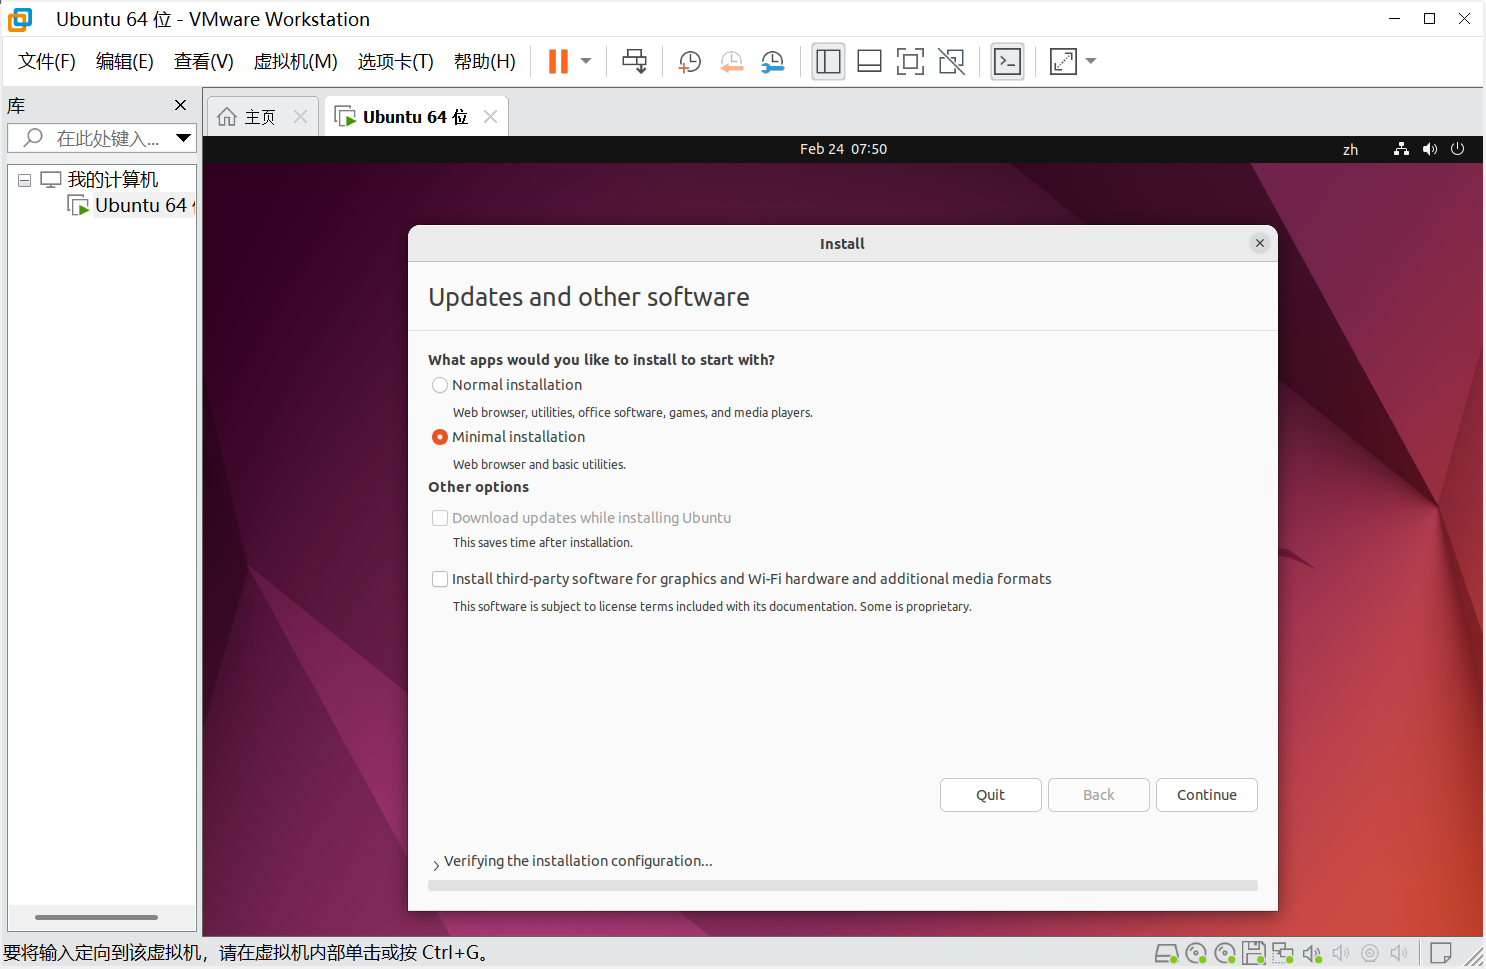 Ubuntu 64 位 - VMware Workstation
文件(F) 编辑(E) 查看(V) 虚拟机(M) 选项卡(T) 帮助(H)
库
在此处键入...
我的计算机
Ubuntu 64
主页
Ubuntu 64 位
Feb 24 07:50
zh
Install
Updates and other software
What apps would you like to install to start with?
Normal installation
Web browser, utilities, office software, games, and media players.
Minimal installation
Web browser and basic utilities.
Other options
Download updates while installing Ubuntu
This saves time after installation.
Install third-party software for graphics and Wi-Fi hardware and additional media formats
This software is subject to license terms included with its documentation. Some is proprietary.
Quit Back Continue
Verifying the installation configuration...
要将输入定向到该虚拟机，请在虚拟机内部单击或按 Ctrl+G。